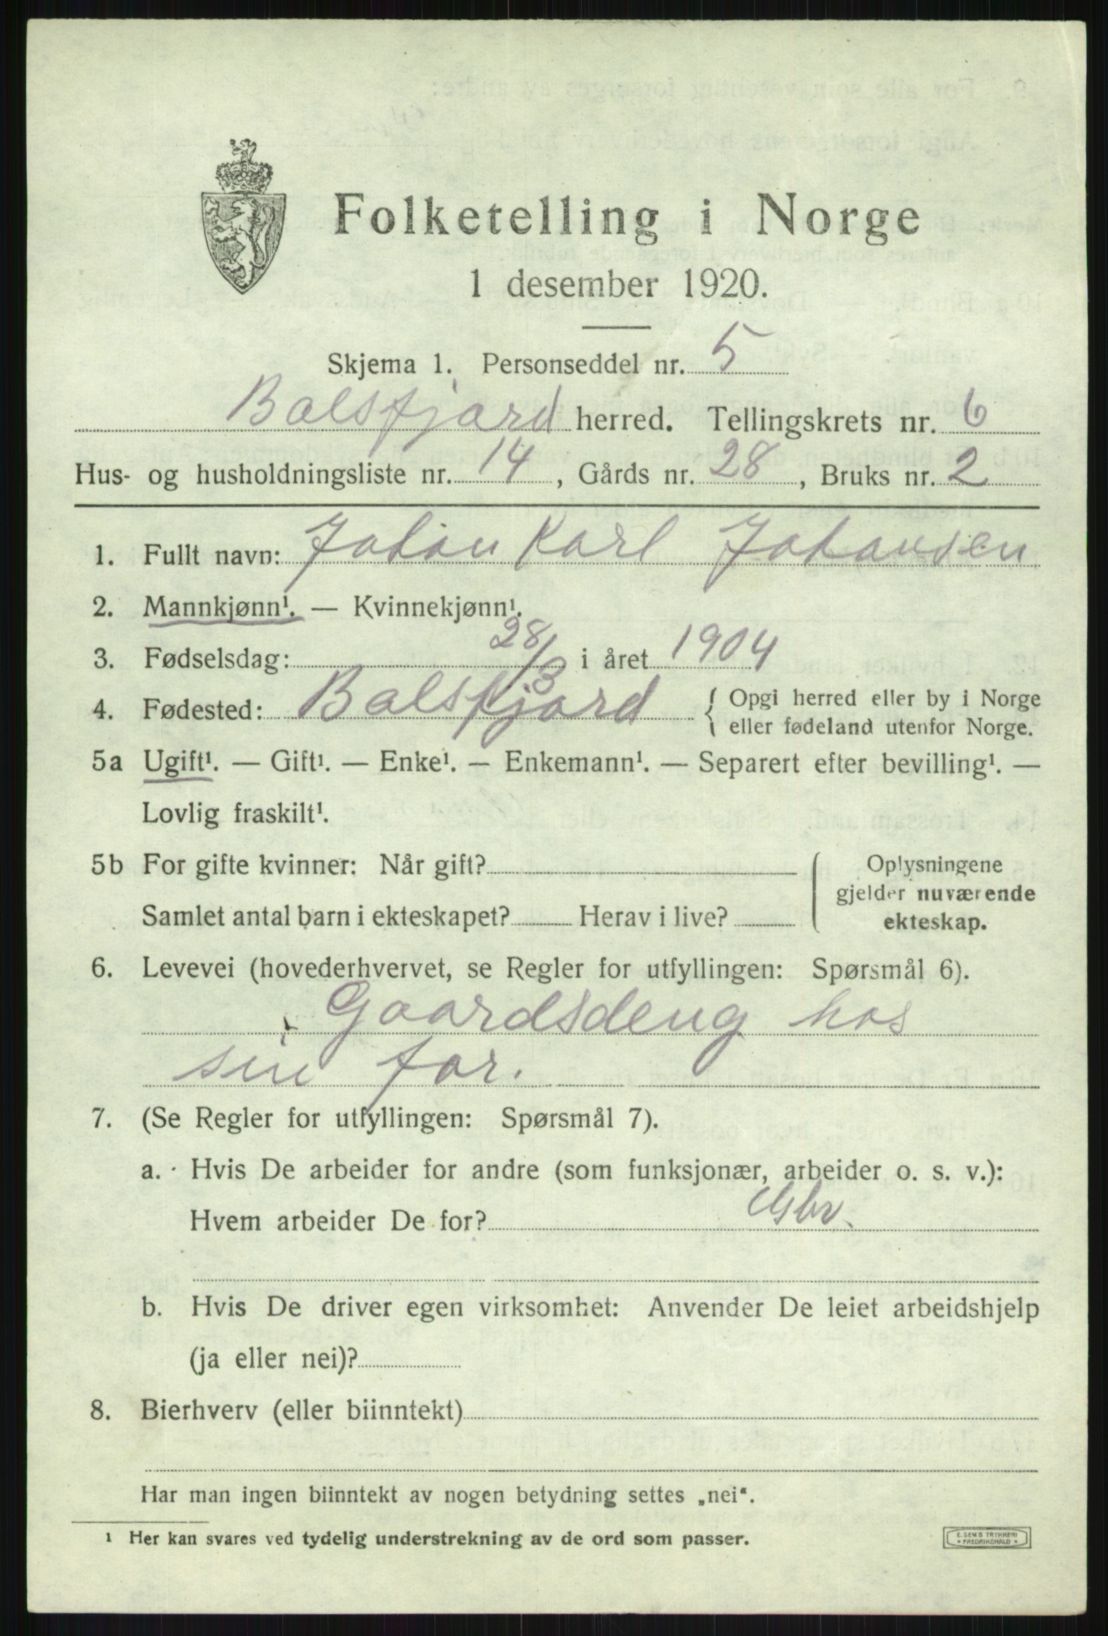 Folketelling i Norge
1 desember 1920.
Skjema 1. Personseddel nr. 5
Balsfjord herred. Tellingskrets nr. 6
Hus- og husholdningsliste nr. 14, Gårds nr. 28, Bruks nr. 2
1. Fullt navn: Johan Karl Johansen
2. Mannkjønn¹. — Kvinnekjønn¹.
3. Fødselsdag: 28/3 i året 1904
4. Fødested: Balsfjord { Opgi herred eller by i Norge
eller fødeland utenfor Norge.
5a Ugift¹. — Gift¹. — Enke¹. — Enkemann¹. — Separert efter bevilling¹. —
Lovlig fraskilt¹.
5b For gifte kvinner: Når gift?
Samlet antal barn i ekteskapet? Herav i live?
Oplysningene
gjelder nuværende
ekteskap.
6. Levevei (hovederhvervet, se Regler for utfyllingen: Spørsmål 6).
Gaardsdeng hos
sin far.
7. (Se Regler for utfyllingen: Spørsmål 7).
a. Hvis De arbeider for andre (som funksjonær, arbeider o. s. v.):
Hvem arbeider De for? Gbr.
b. Hvis De driver egen virksomhet: Anvender De leiet arbeidshjelp
(ja eller nei)?
8. Bierhverv (eller biinntekt)
Har man ingen biinntekt av nogen betydning settes „nei“.
¹ Her kan svares ved tydelig understrekning av de ord som passer.
E. SEMS TRYKKERI
FREDRIKSHALD